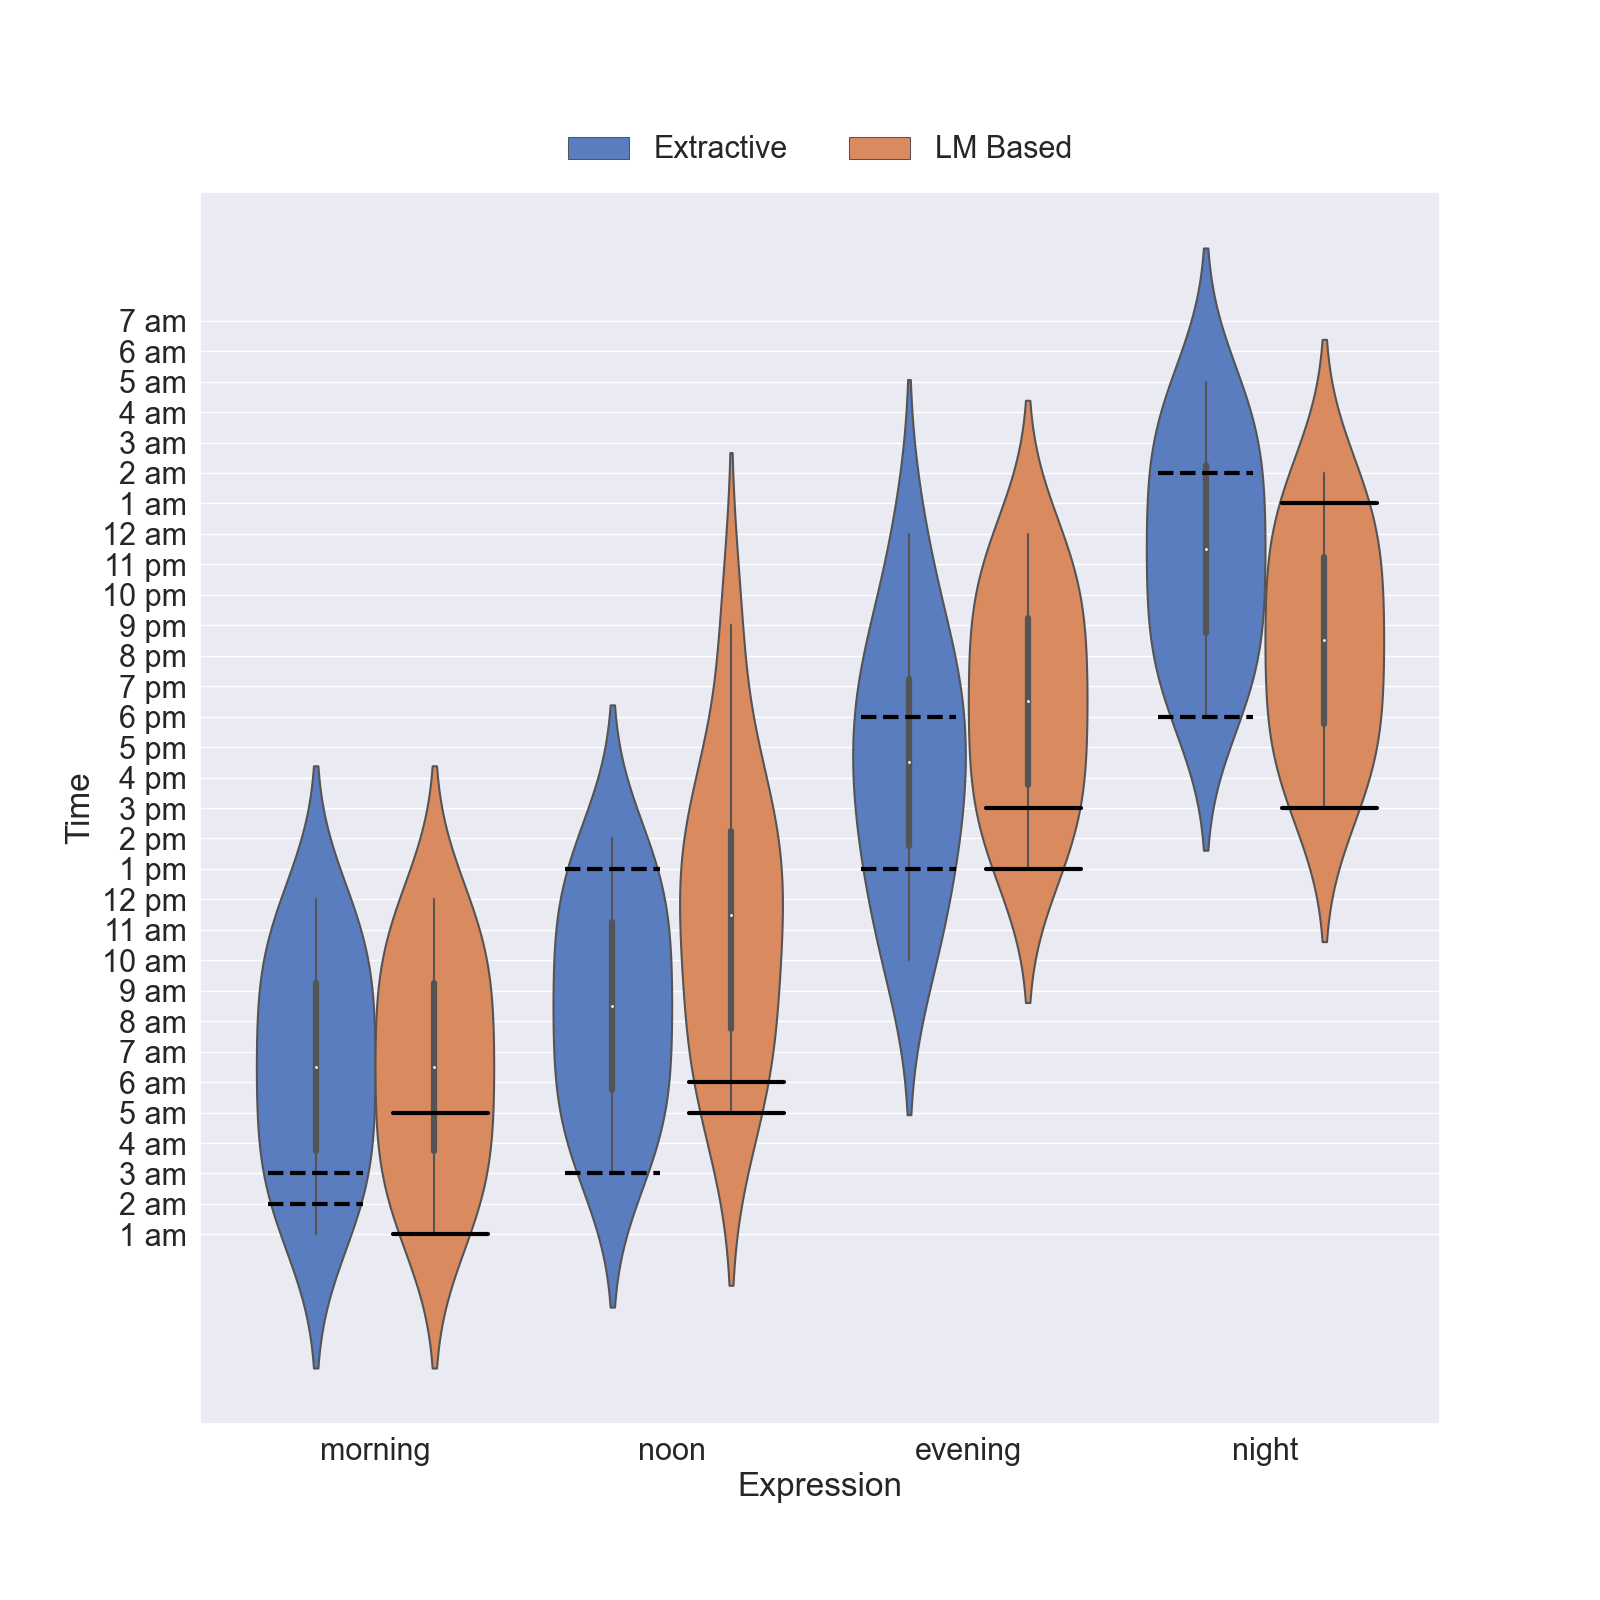 Extractive
LM Based
7 am
6 am
5 am
4 am
3 am
2 am
1 am
12 am
11 pm
10 pm
9 pm
8 pm
7 pm
6 pm
5 pm
4 pm
3 pm
2 pm
1 pm
12 pm
11 am
10 am
9 am
8 am
7 am
6 am
5 am
4 am
3 am
2 am
1 am
Time
morning
noon
evening
night
Expression